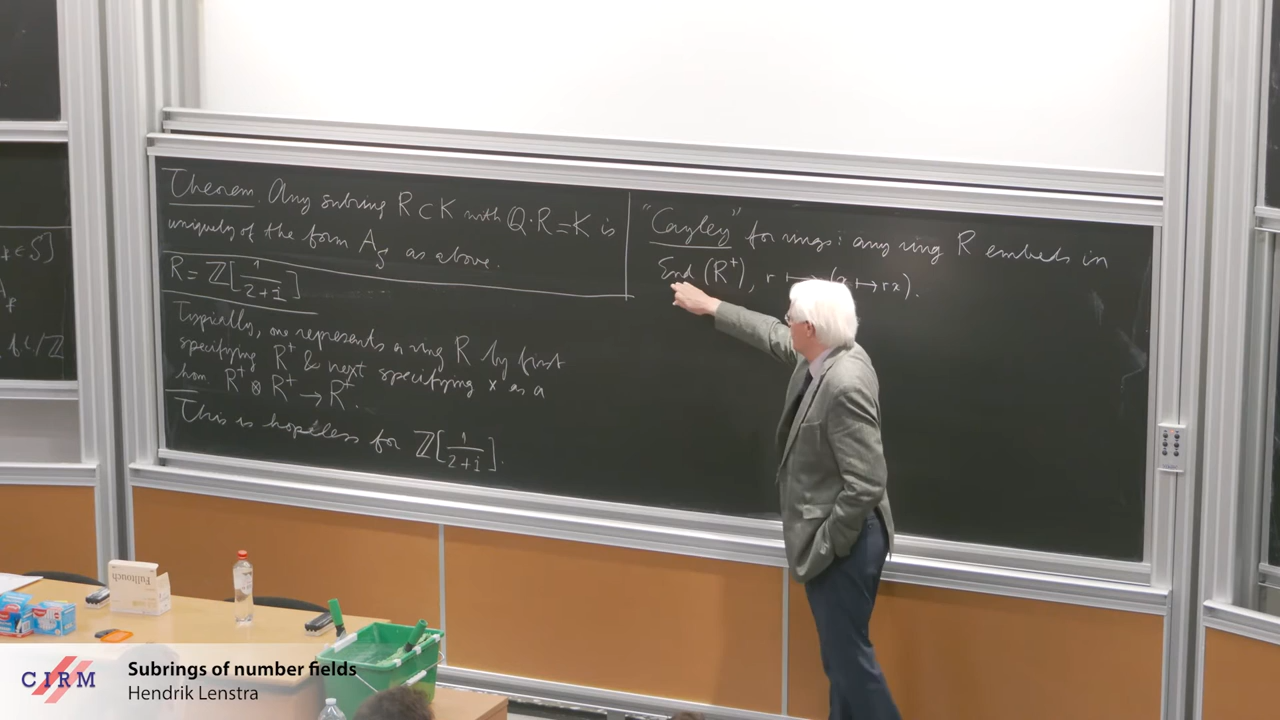 Theorem. Any subring R ⊂ K with Q·R = K is
uniquely of the form A_S as above.
R = ℤ[1/(2+i)]
Typically, one represents a ring R by first
specifying R⁺ & next specifying × as a
hom. R⁺ ⊗ R⁺ → R⁺.
This is hopeless for ℤ[1/(2+i)].
"Cayley" for rings: any ring R embeds in
End (R⁺), r ⟼ ( ↦ rx).
∈ S}
f
/ℤ
Fulltouch
CIRM
Subrings of number fields
Hendrik Lenstra